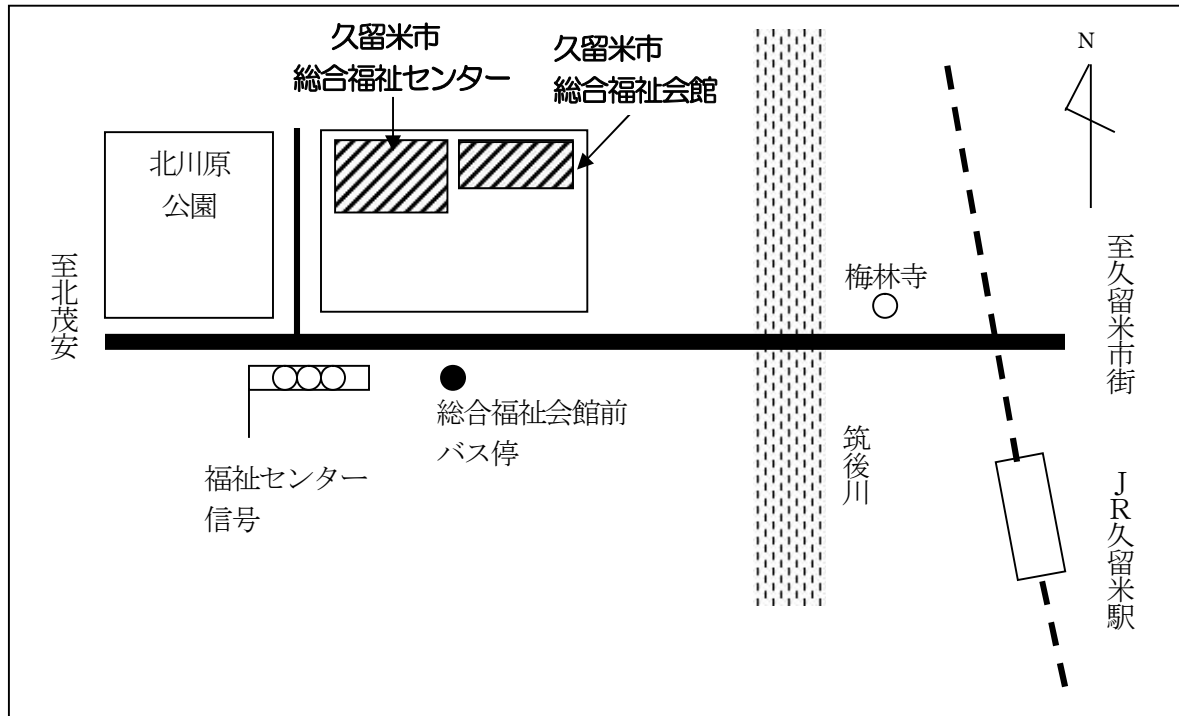 久留米市
総合福祉センター
久留米市
総合福祉会館
N
北川原
公園
至北茂安
至久留米市街
梅林寺
総合福祉会館前
バス停
筑後川
福祉センター
信号
JR久留米駅